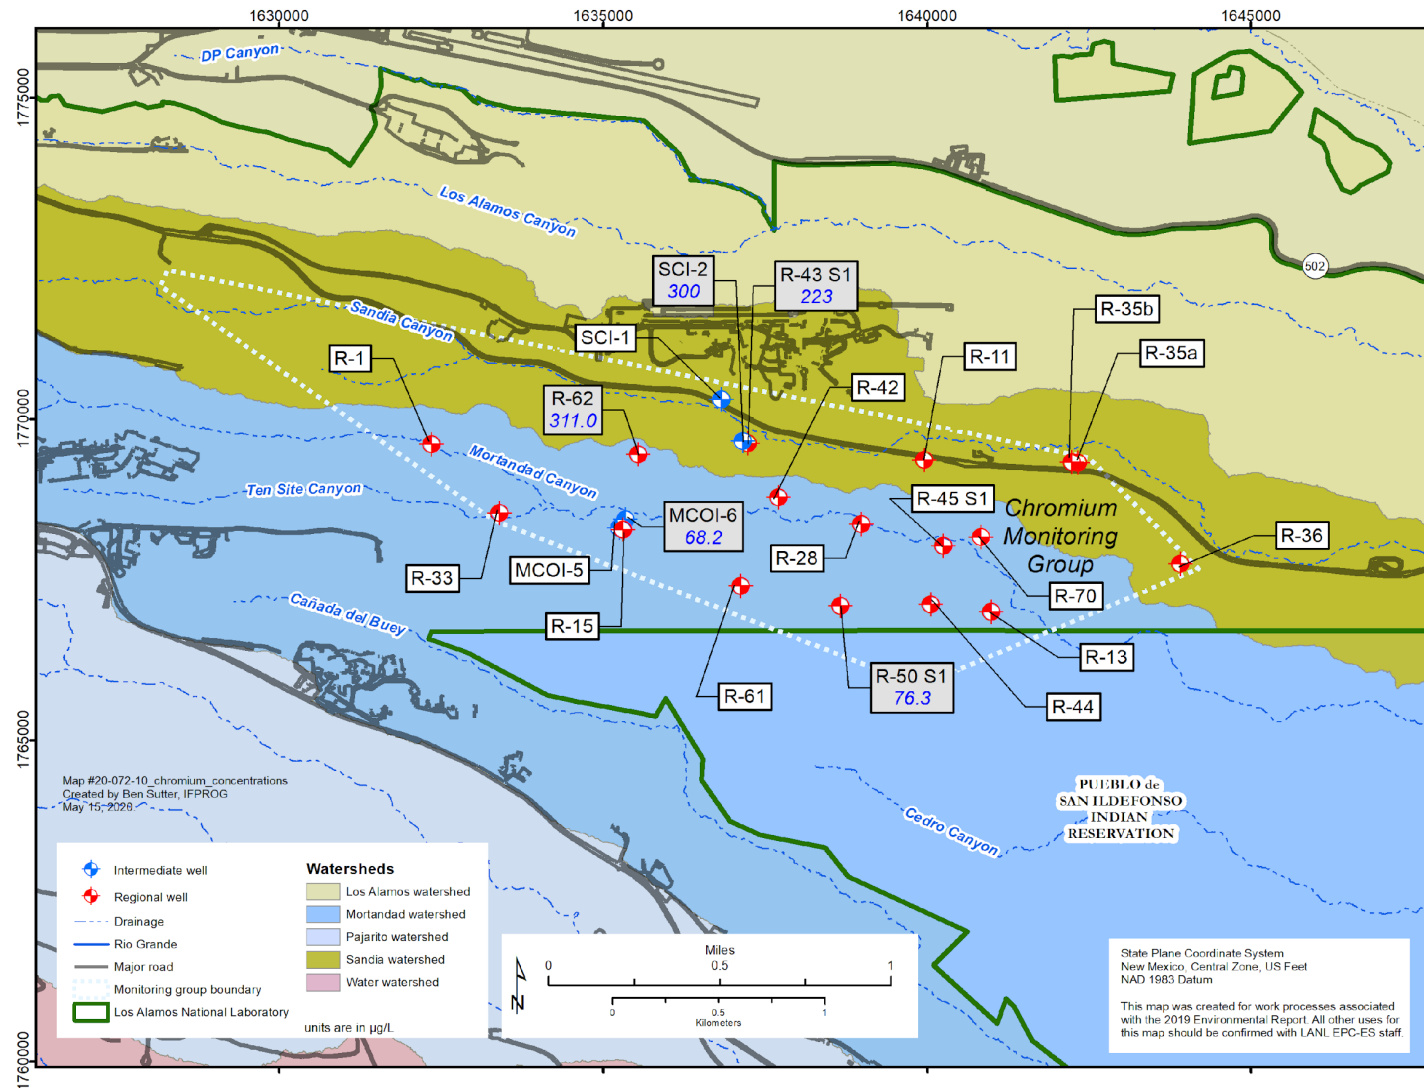 1630000
1635000
1640000
1645000
1775000
1770000
1765000
1760000
DP Canyon
Los Alamos Canyon
502
SCI-2
300
R-43 S1
223
R-35b
Sandia Canyon
SCI-1
R-1
R-11
R-35a
R-62
311.0
R-42
Mortandad Canyon
Ten Site Canyon
R-45 S1
Chromium
Monitoring
Group
MCOI-6
68.2
R-28
R-36
R-33
MCOI-5
R-70
Cañada del Buey
R-15
R-13
R-61
R-50 S1
76.3
R-44
Map #20-072-10_chromium_concentrations
Created by Ben Sutter, IFPROG
May 15, 2020
PUEBLO de
SAN ILDEFONSO
INDIAN
RESERVATION
Cedro Canyon
Intermediate well
Regional well
Drainage
Rio Grande
Major road
Monitoring group boundary
Los Alamos National Laboratory
Watersheds
Los Alamos watershed
Mortandad watershed
Pajarito watershed
Sandia watershed
Water watershed
units are in µg/L
N
Miles
0 0.5 1
0 0.5 1
Kilometers
State Plane Coordinate System
New Mexico, Central Zone, US Feet
NAD 1983 Datum
This map was created for work processes associated
with the 2019 Environmental Report. All other uses for
this map should be confirmed with LANL EPC-ES staff.